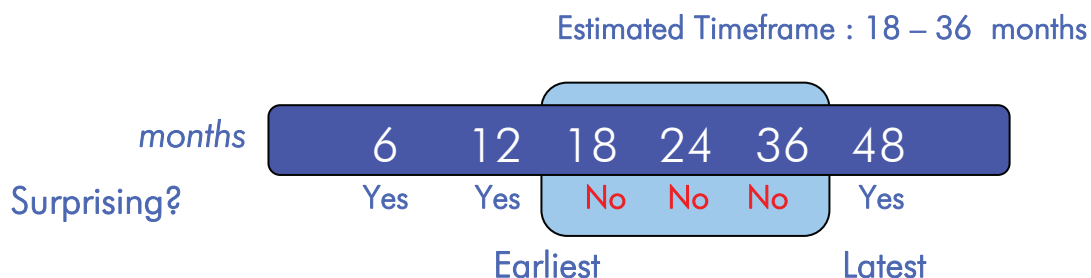 Estimated Timeframe : 18 – 36 months
months 6 12 18 24 36 48
Surprising? Yes Yes No No No Yes
Earliest Latest